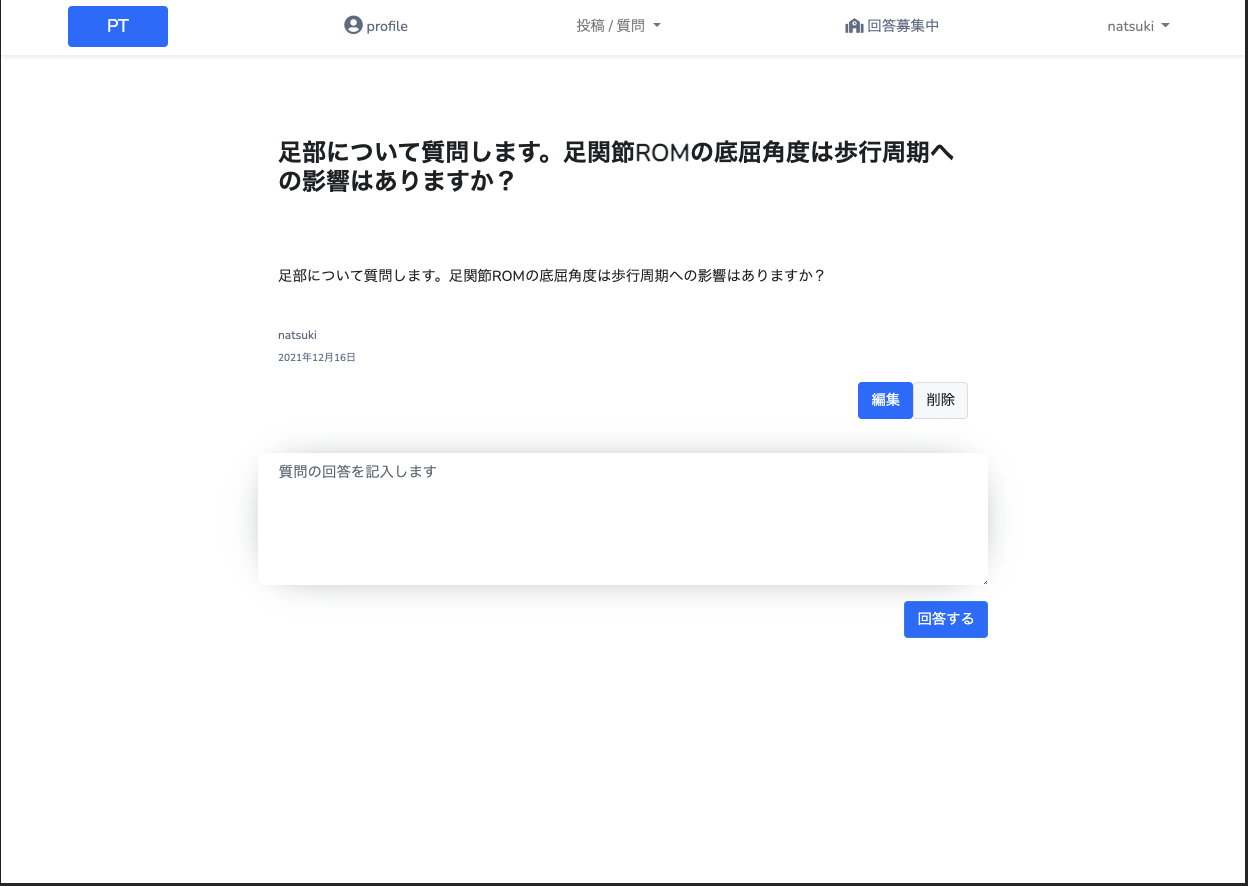 PT
profile
投稿 / 質問
回答募集中
natsuki
足部について質問します。足関節ROMの底屈角度は歩行周期へ
の影響はありますか？
足部について質問します。足関節ROMの底屈角度は歩行周期への影響はありますか？
natsuki
2021年12月16日
編集
削除
質問の回答を記入します
回答する